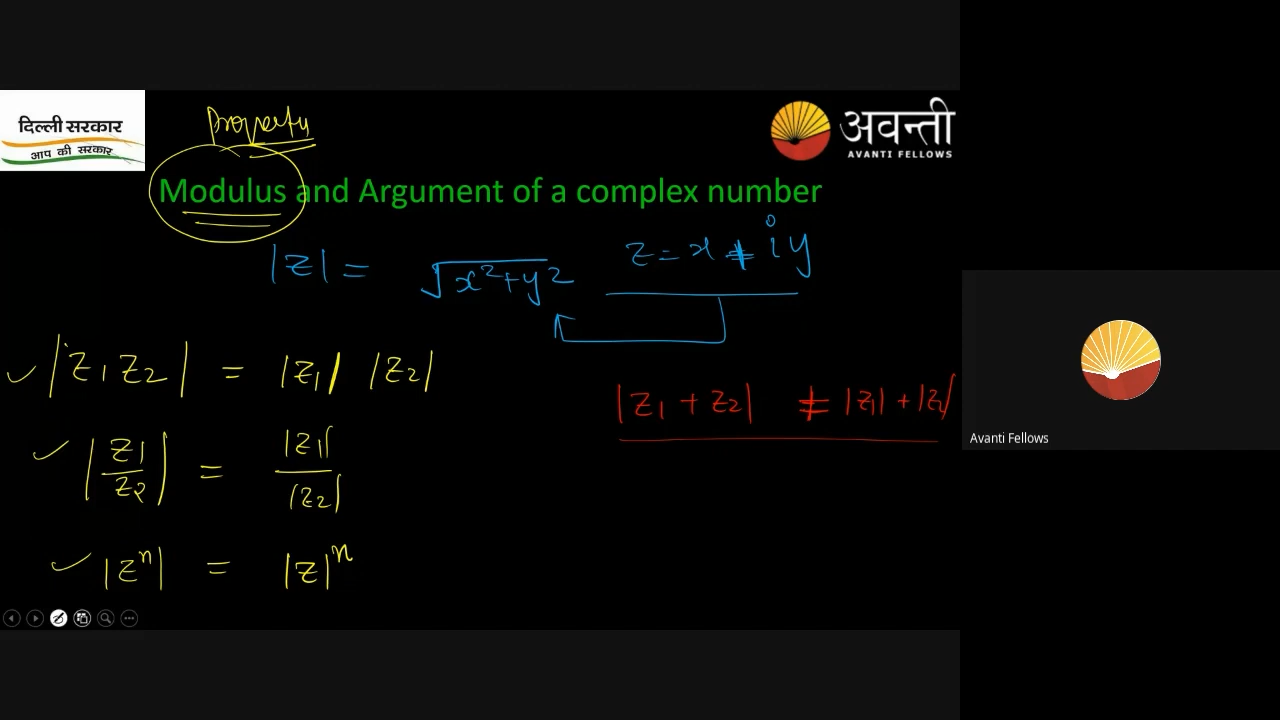 दिल्ली सरकार
आप की सरकार
Property
अवन्ती
AVANTI FELLOWS
Modulus and Argument of a complex number
|z| = √x²+y²
z = x + iy
|z₁ z₂| = |z₁| |z₂|
|z₁ + z₂| ≠ |z₁| + |z₂|
|z₁/z₂| = |z₁|/|z₂|
|zⁿ| = |z|ⁿ
Avanti Fellows